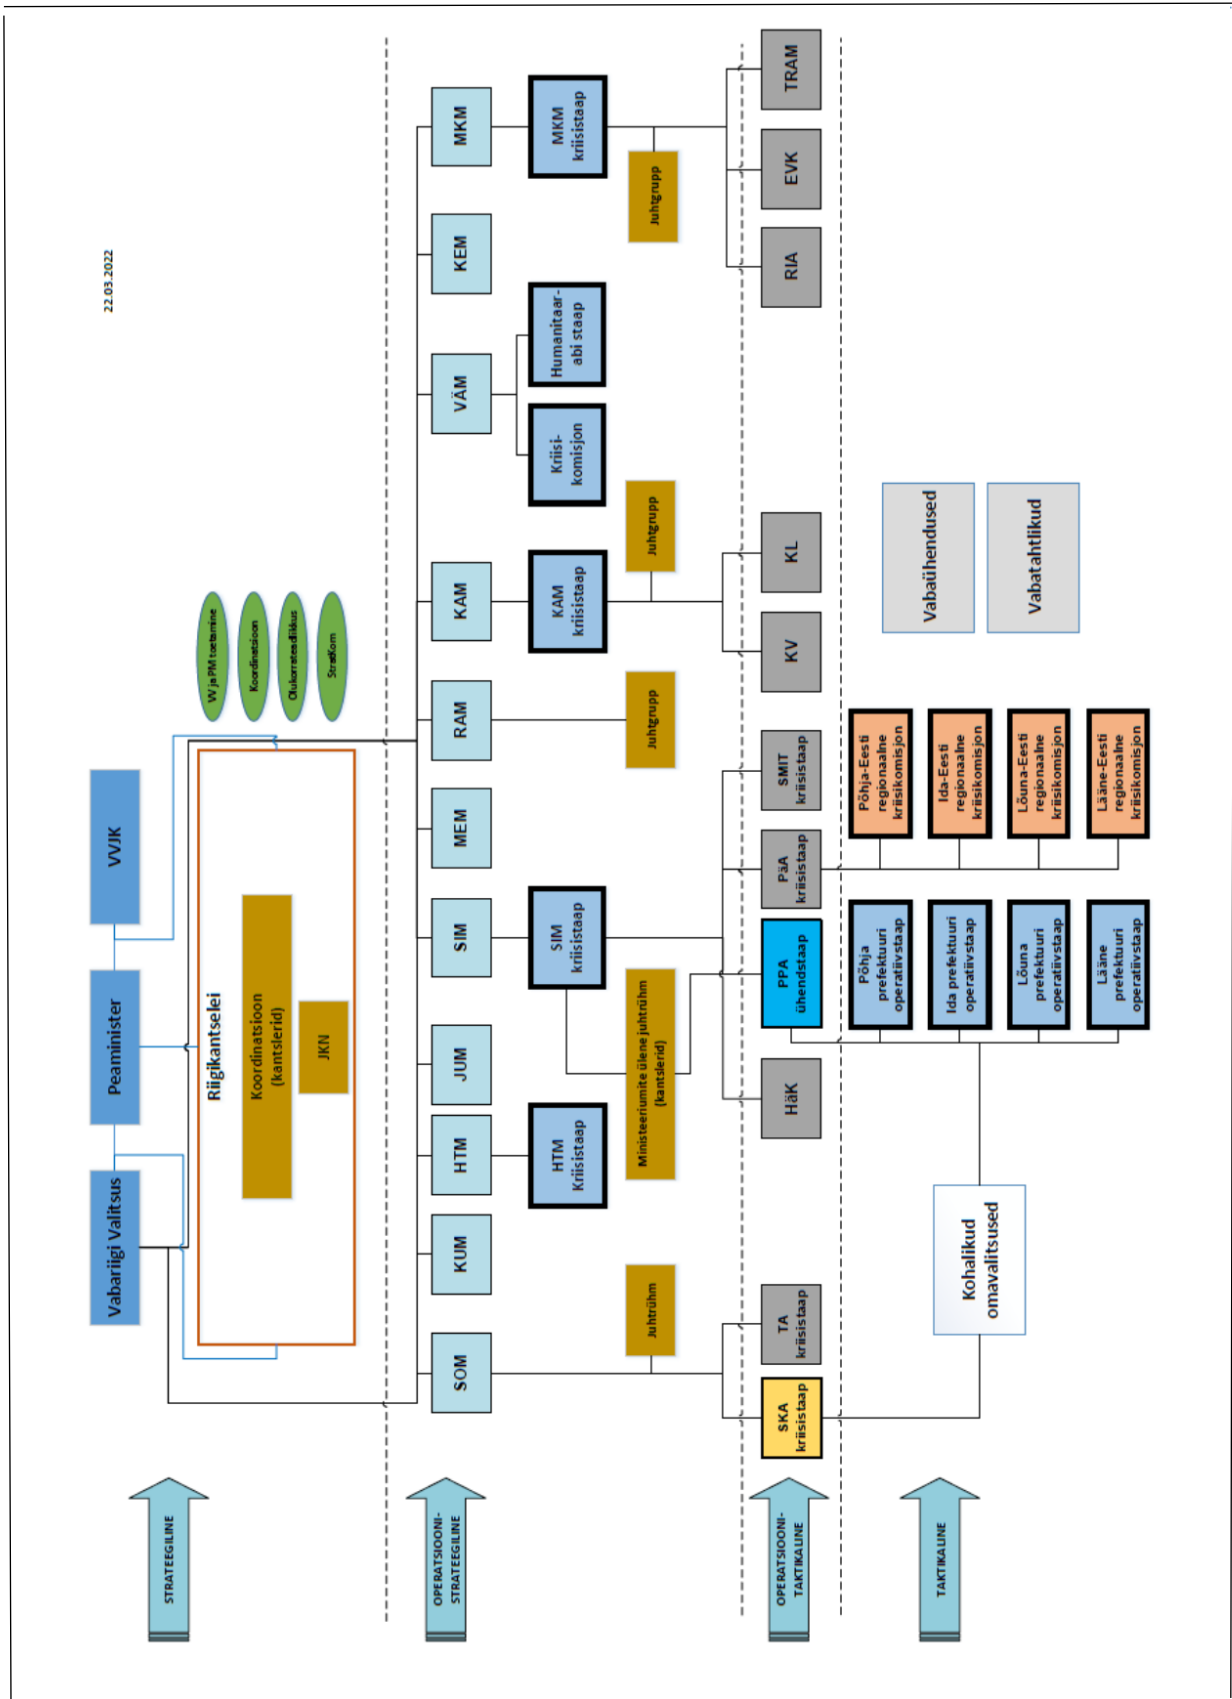 22.03.2022
STRATEEGILINE
Vabariigi Valitsus
Peaminister
VVJK
Riigikantselei
Koordinatsioon
(kantslerid)
JKN
VV ja PM toetamine
Koordinatsioon
Olukorrateadlikkus
StratKom
OPERATSIOONI-
STRATEEGILINE
SOM
KUM
HTM
JUM
SIM
MEM
RAM
KAM
VÄM
KEM
MKM
HTM
Kriisistaap
SIM
kriisistaap
KAM
kriisistaap
Kriisi-
komisjon
Humanitaar-
abi staap
MKM
kriisistaap
Juhtrühm
Ministeeriumite ülene juhtrühm
(kantslerid)
Juhtgrupp
Juhtgrupp
Juhtgrupp
OPERATSIOONI-
TAKTIKALINE
SKA
kriisistaap
TA
kriisistaap
HäK
PPA
ühendstaap
PäA
kriisistaap
SMIT
kriisistaap
KV
KL
RIA
EVK
TRAM
TAKTIKALINE
Kohalikud
omavalitsused
Põhja
prefektuuri
operatiivstaap
Ida prefektuuri
operatiivstaap
Lõuna
prefektuuri
operatiivstaap
Lääne
prefektuuri
operatiivstaap
Põhja-Eesti
regionaalne
kriisikomisjon
Ida-Eesti
regionaalne
kriisikomisjon
Lõuna-Eesti
regionaalne
kriisikomisjon
Lääne-Eesti
regionaalne
kriisikomisjon
Vabaühendused
Vabatahtlikud